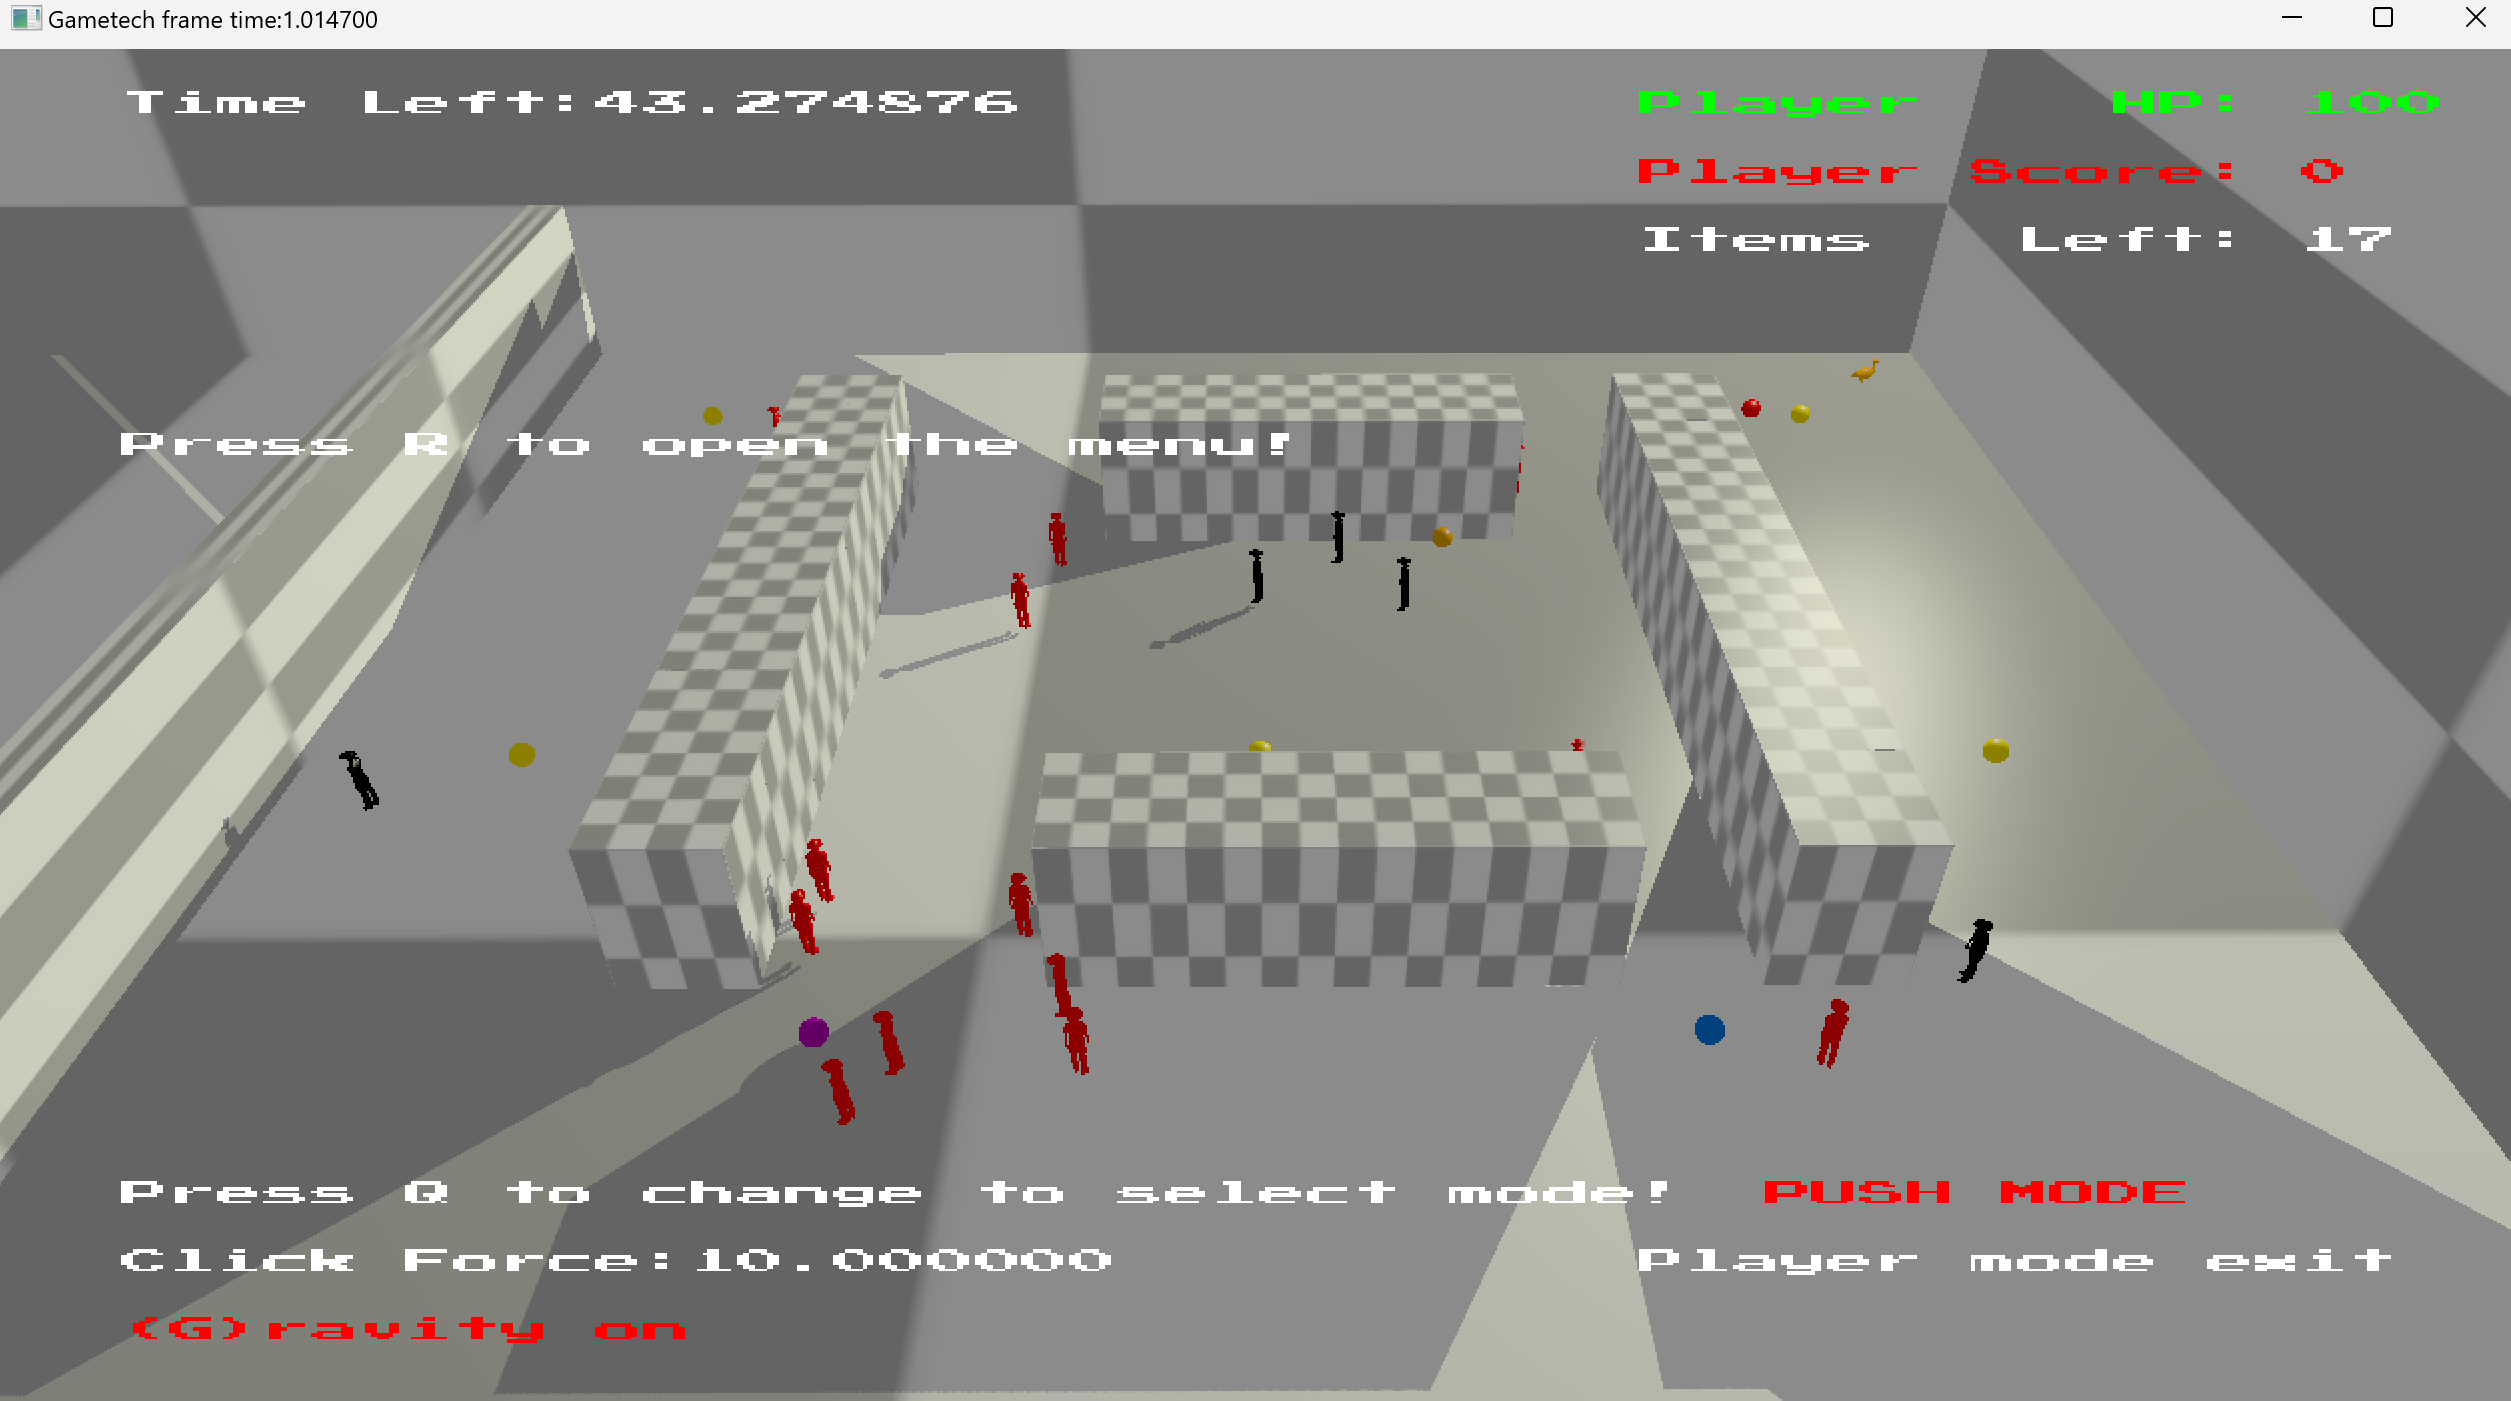 Gametech frame time:1.014700
Time Left:43.274876
Player HP: 100
Player Score: 0
Items Left: 17
Press R to open the menu!
Press Q to change to select mode! PUSH MODE
Click Force:10.000000 Player mode exit
(G)ravity on